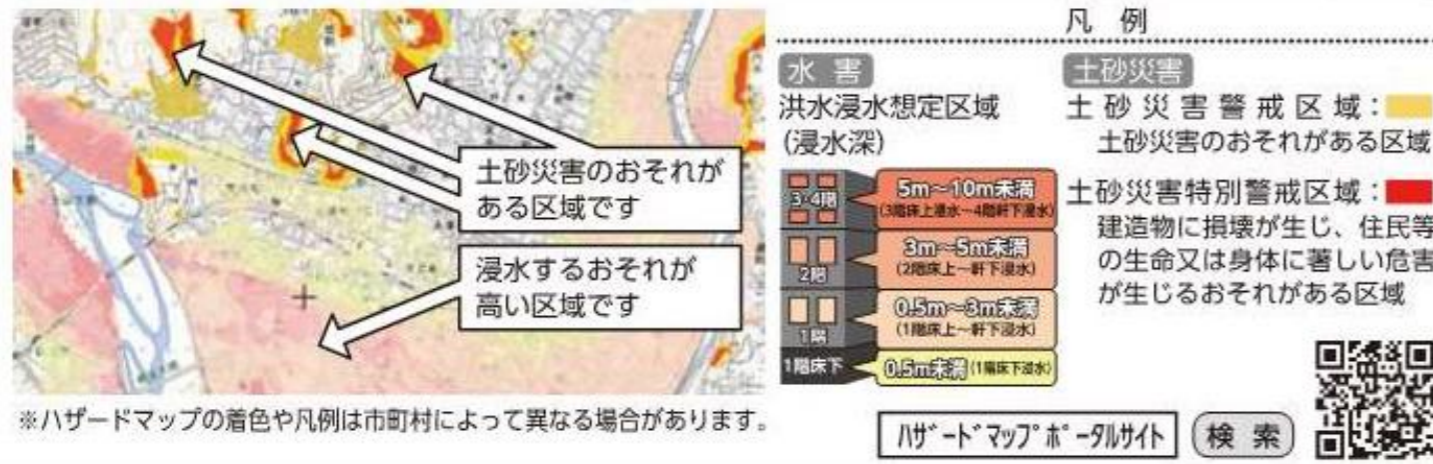 土砂災害のおそれが
ある区域です
浸水するおそれが
高い区域です
※ハザードマップの着色や凡例は市町村によって異なる場合があります。
凡 例
水 害
洪水浸水想定区域
(浸水深)
3・4階
5m～10m未満
(3階床上浸水～4階軒下浸水)
2階
3m～5m未満
(2階床上～軒下浸水)
1階
0.5m～3m未満
(1階床上～軒下浸水)
1階床下
0.5m未満(1階床下浸水)
土砂災害
土砂災害警戒区域：
土砂災害のおそれがある区域
土砂災害特別警戒区域：
建造物に損壊が生じ、住民等
の生命又は身体に著しい危害
が生じるおそれがある区域
ﾊｻﾞｰﾄﾞﾏｯﾌﾟﾎﾟｰﾀﾙｻｲﾄ 検 索